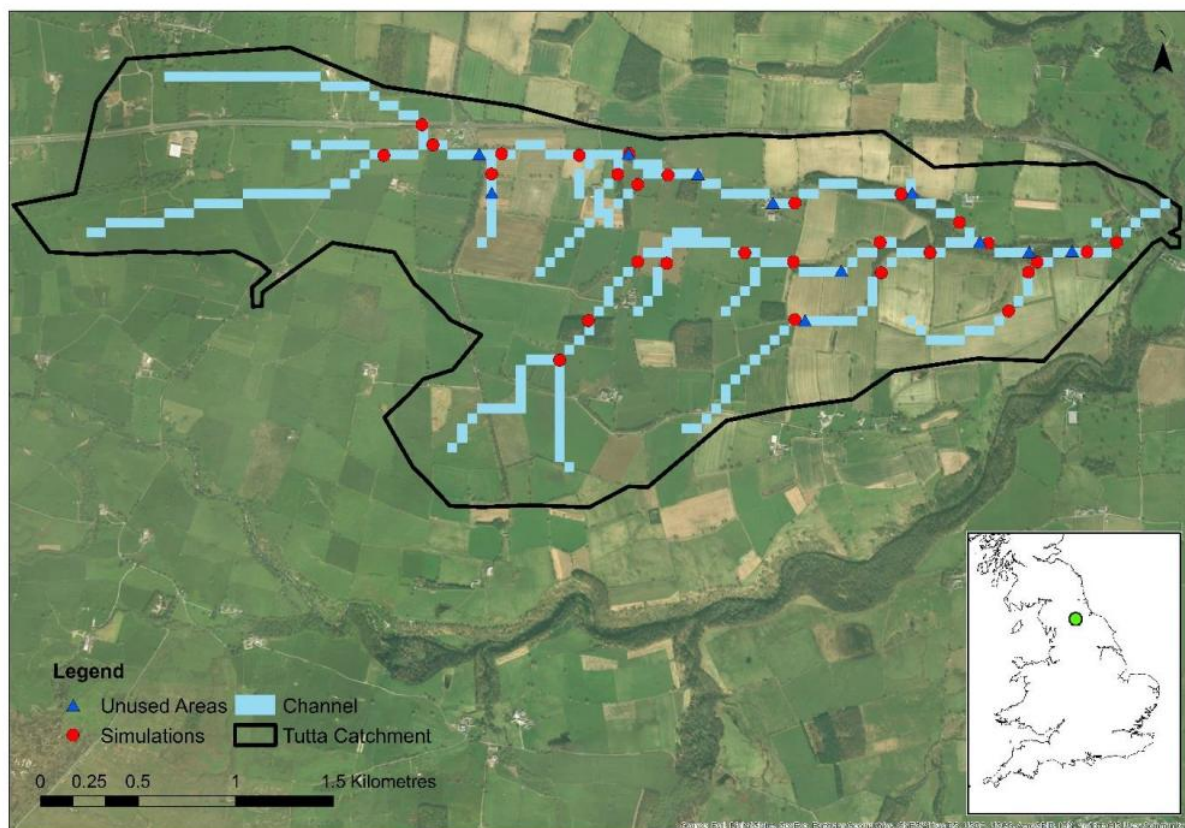 Legend
Unused Areas Channel
Simulations Tutta Catchment
0 0.25 0.5 1 1.5 Kilometres